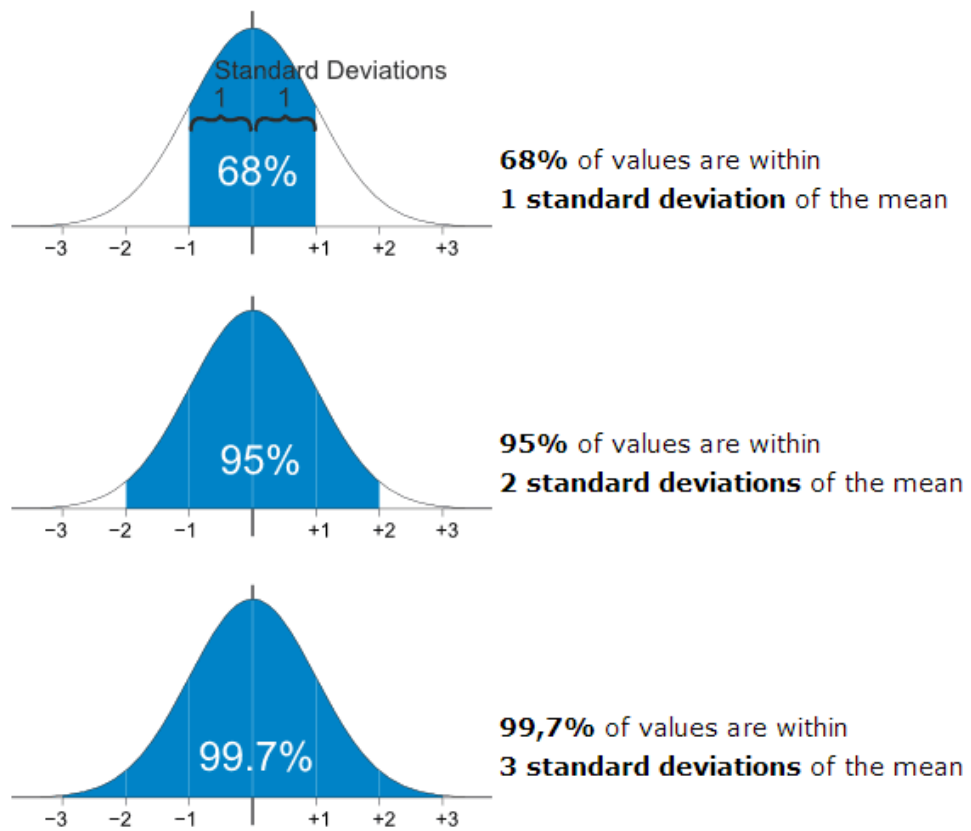 Standard Deviations
1 1
68%
−3 −2 −1 +1 +2 +3
68% of values are within
1 standard deviation of the mean
95%
−3 −2 −1 +1 +2 +3
95% of values are within
2 standard deviations of the mean
99.7%
−3 −2 −1 +1 +2 +3
99,7% of values are within
3 standard deviations of the mean